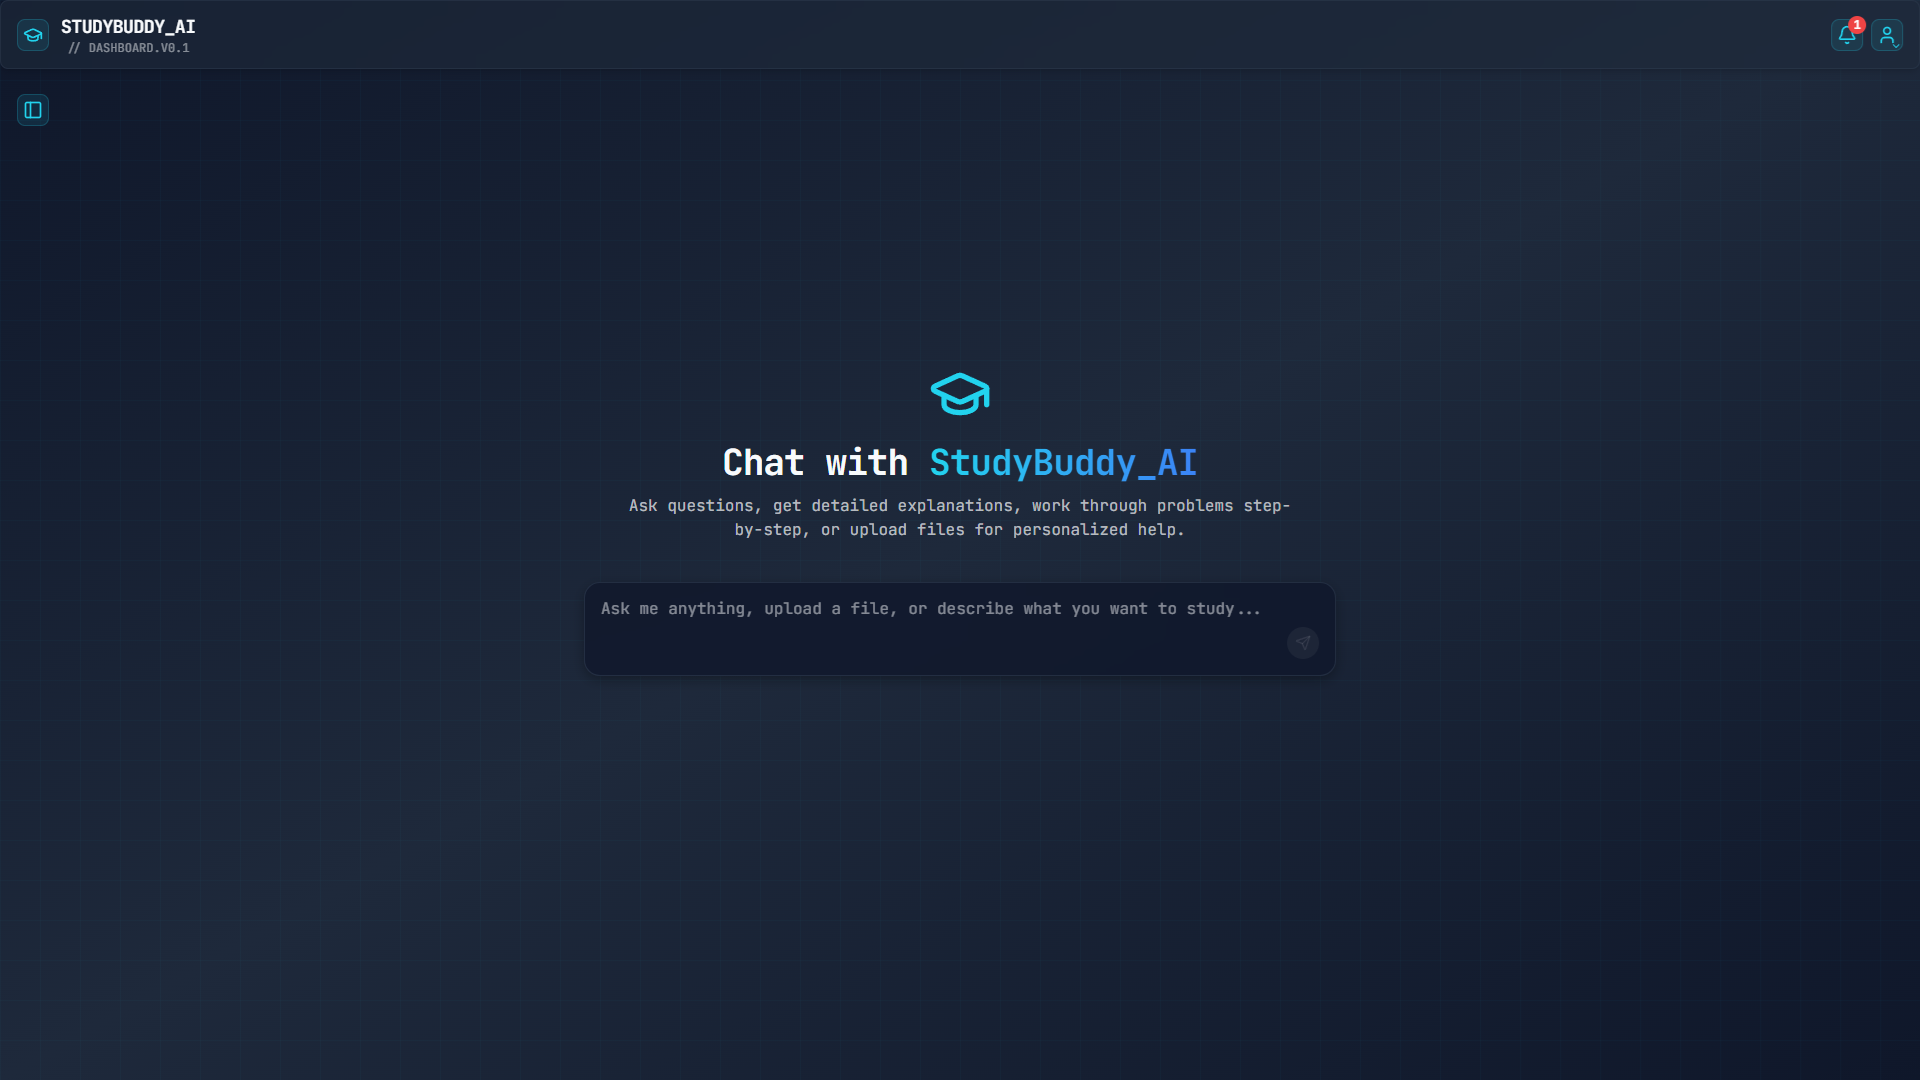 STUDYBUDDY_AI
// DASHBOARD.V0.1
1
Chat with StudyBuddy_AI
Ask questions, get detailed explanations, work through problems step-
by-step, or upload files for personalized help.
Ask me anything, upload a file, or describe what you want to study...